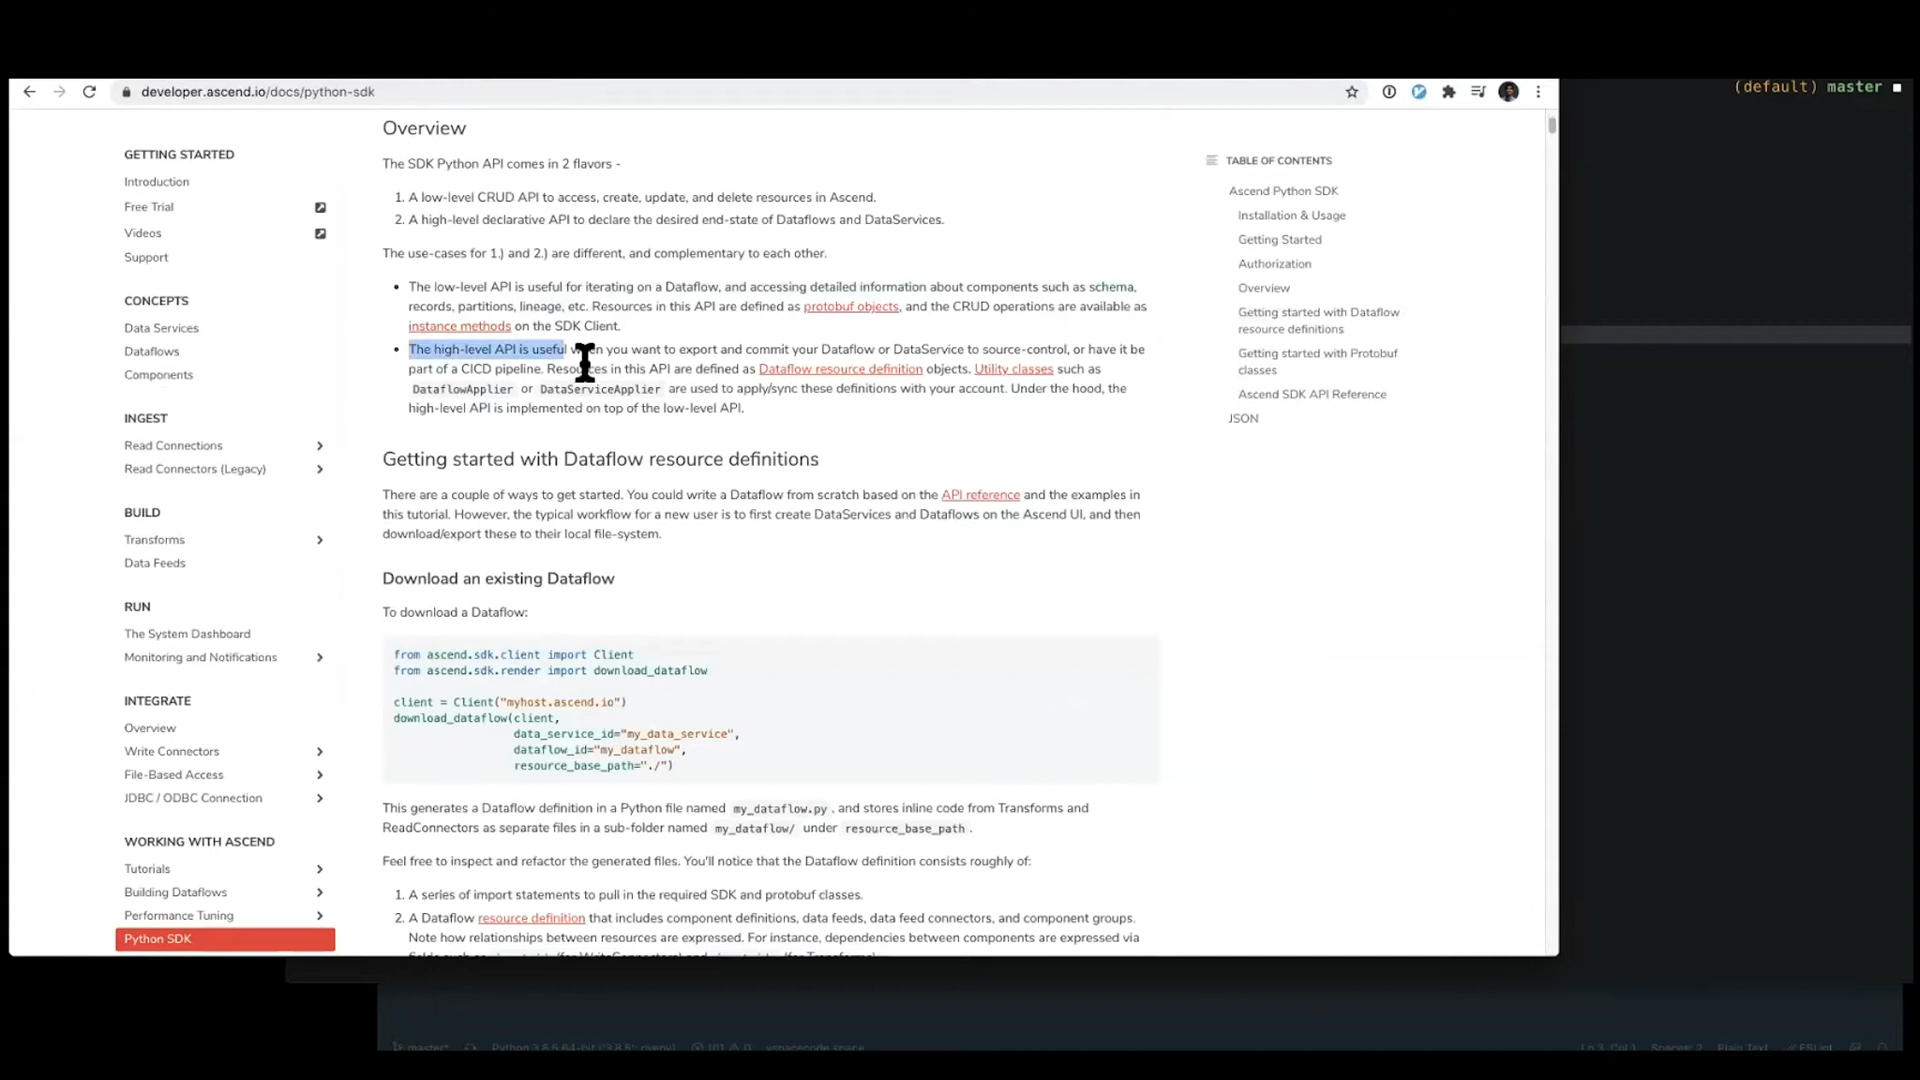 (default) master
developer.ascend.io/docs/python-sdk
GETTING STARTED
Introduction
Free Trial
Videos
Support
CONCEPTS
Data Services
Dataflows
Components
INGEST
Read Connections
Read Connectors (Legacy)
BUILD
Transforms
Data Feeds
RUN
The System Dashboard
Monitoring and Notifications
INTEGRATE
Overview
Write Connectors
File-Based Access
JDBC / ODBC Connection
WORKING WITH ASCEND
Tutorials
Building Dataflows
Performance Tuning
Python SDK
Overview
The SDK Python API comes in 2 flavors -
1. A low-level CRUD API to access, create, update, and delete resources in Ascend.
2. A high-level declarative API to declare the desired end-state of Dataflows and DataServices.
The use-cases for 1.) and 2.) are different, and complementary to each other.
• The low-level API is useful for iterating on a Dataflow, and accessing detailed information about components such as schema,
records, partitions, lineage, etc. Resources in this API are defined as protobuf objects, and the CRUD operations are available as
instance methods on the SDK Client.
• The high-level API is useful when you want to export and commit your Dataflow or DataService to source-control, or have it be
part of a CICD pipeline. Resources in this API are defined as Dataflow resource definition objects. Utility classes such as
DataflowApplier or DataServiceApplier are used to apply/sync these definitions with your account. Under the hood, the
high-level API is implemented on top of the low-level API.
Getting started with Dataflow resource definitions
There are a couple of ways to get started. You could write a Dataflow from scratch based on the API reference and the examples in
this tutorial. However, the typical workflow for a new user is to first create DataServices and Dataflows on the Ascend UI, and then
download/export these to their local file-system.
Download an existing Dataflow
To download a Dataflow:
from ascend.sdk.client import Client
from ascend.sdk.render import download_dataflow
client = Client("myhost.ascend.io")
download_dataflow(client,
data_service_id="my_data_service",
dataflow_id="my_dataflow",
resource_base_path="./")
This generates a Dataflow definition in a Python file named my_dataflow.py, and stores inline code from Transforms and
ReadConnectors as separate files in a sub-folder named my_dataflow/ under resource_base_path.
Feel free to inspect and refactor the generated files. You'll notice that the Dataflow definition consists roughly of:
1. A series of import statements to pull in the required SDK and protobuf classes.
2. A Dataflow resource definition that includes component definitions, data feeds, data feed connectors, and component groups.
Note how relationships between resources are expressed. For instance, dependencies between components are expressed via
TABLE OF CONTENTS
Ascend Python SDK
Installation & Usage
Getting Started
Authorization
Overview
Getting started with Dataflow
resource definitions
Getting started with Protobuf
classes
Ascend SDK API Reference
JSON